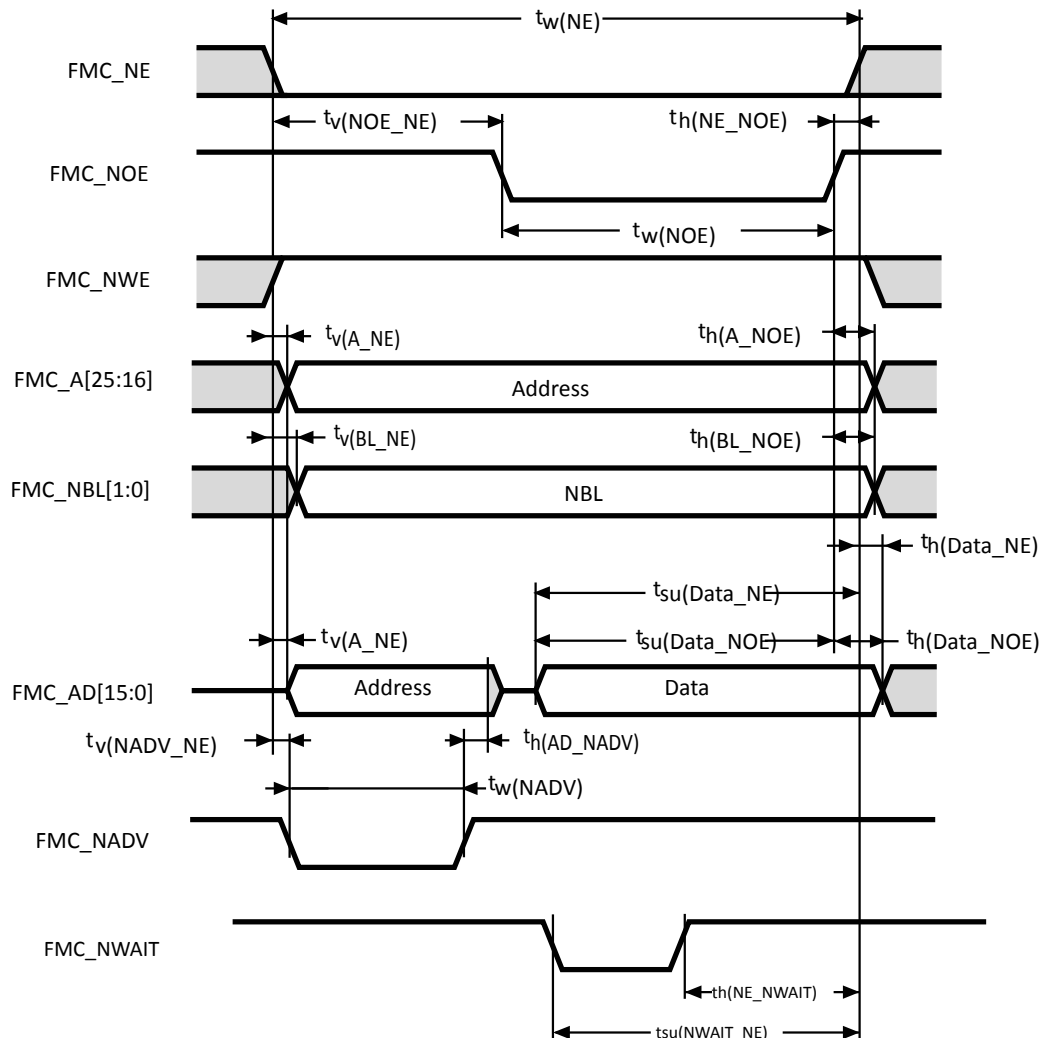 tw(NE)
FMC_NE
tv(NOE_NE)
th(NE_NOE)
FMC_NOE
tw(NOE)
FMC_NWE
tv(A_NE)
th(A_NOE)
FMC_A[25:16]
Address
tv(BL_NE)
th(BL_NOE)
FMC_NBL[1:0]
NBL
th(Data_NE)
tsu(Data_NE)
tv(A_NE)
tsu(Data_NOE)
th(Data_NOE)
FMC_AD[15:0]
Address
Data
tv(NADV_NE)
th(AD_NADV)
tw(NADV)
FMC_NADV
FMC_NWAIT
th(NE_NWAIT)
tsu(NWAIT_NE)